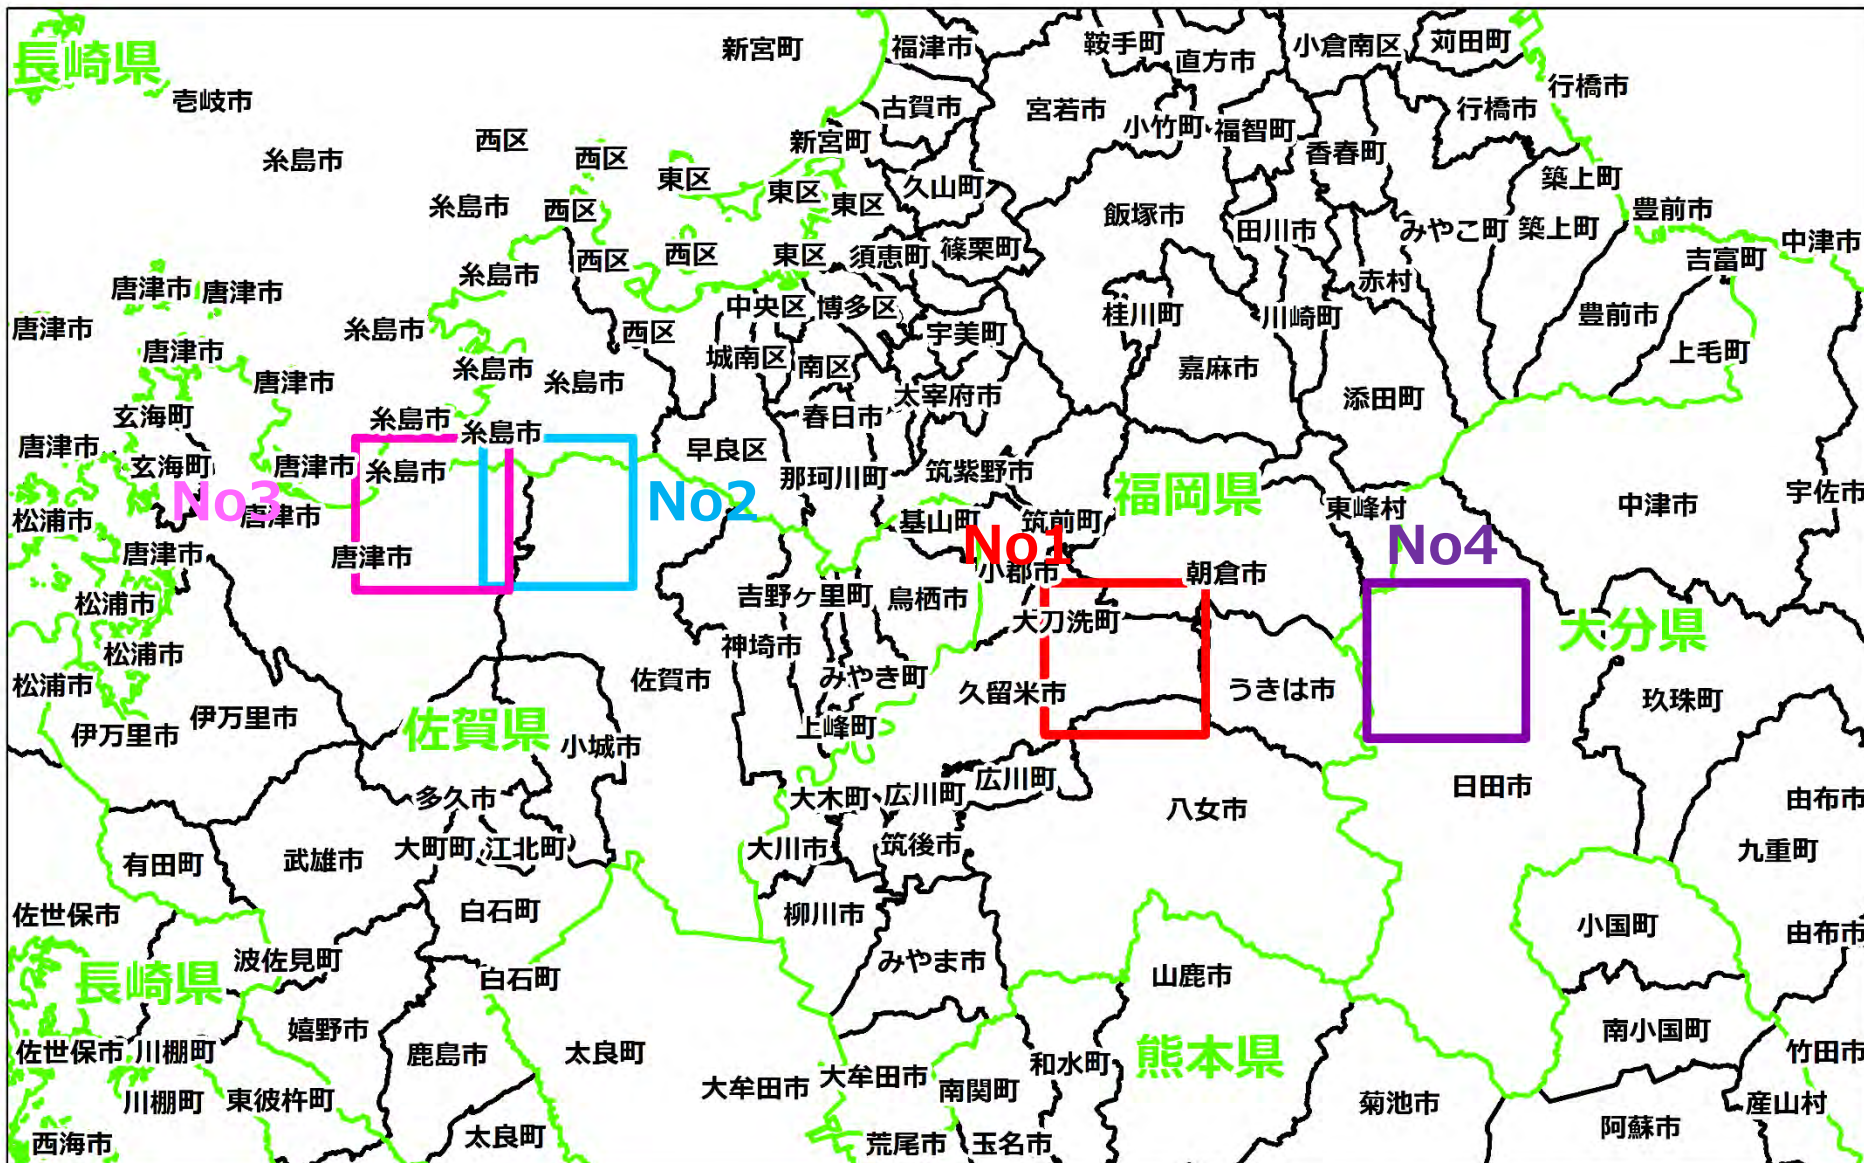 新宮町
福津市
鞍手町
直方市
小倉南区
苅田町
長崎県
壱岐市
行橋市
古賀市
宮若市
行橋市
小竹町
福智町
新宮町
香春町
西区
西区
糸島市
東区
東区
久山町
築上町
糸島市
西区
東区
飯塚市
田川市
みやこ町
築上町
豊前市
中津市
西区
西区
東区
須恵町
篠栗町
吉富町
糸島市
赤村
唐津市
唐津市
中央区
博多区
桂川町
川崎町
豊前市
唐津市
糸島市
西区
宇美町
唐津市
城南区
南区
上毛町
糸島市
嘉麻市
唐津市
糸島市
太宰府市
添田町
玄海町
糸島市
春日市
唐津市
糸島市
早良区
玄海町
唐津市
糸島市
那珂川町
筑紫野市
福岡県
No3
No2
宇佐市
松浦市
唐津市
基山町
筑前町
東峰村
中津市
唐津市
唐津市
No1
No4
小郡市
朝倉市
松浦市
吉野ヶ里町
鳥栖市
大刀洗町
大分県
松浦市
神埼市
松浦市
佐賀市
みやき町
久留米市
うきは市
玖珠町
伊万里市
伊万里市
佐賀県
小城市
上峰町
多久市
大木町
広川町
広川町
八女市
日田市
由布市
有田町
武雄市
大町町
江北町
大川市
筑後市
九重町
佐世保市
白石町
柳川市
小国町
由布市
長崎県
波佐見町
白石町
みやま市
山鹿市
嬉野市
南小国町
佐世保市
川棚町
鹿島市
太良町
和水町
熊本県
竹田市
川棚町
東彼杵町
大牟田市
大牟田市
南関町
菊池市
産山村
西海市
太良町
荒尾市
玉名市
阿蘇市